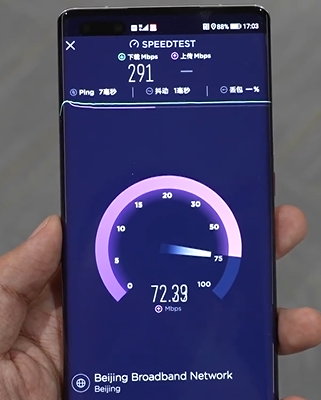 88% 17:03
SPEEDTEST
下载 Mbps 上传 Mbps
291 —
Ping 7毫秒 抖动 1毫秒 丢包 —%
15 20
10 30
5 50
0 75
100
72.39
Mbps
Beijing Broadband Network
Beijing